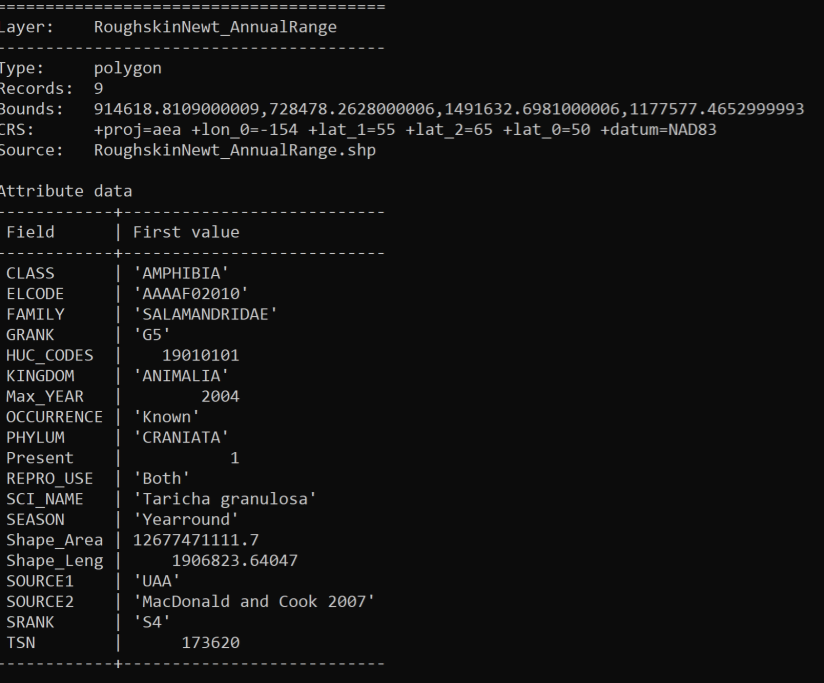 ==========================================
Layer:    RoughskinNewt_AnnualRange
------------------------------------------
Type:     polygon
Records:  9
Bounds:   914618.8109000009,728478.2628000006,1491632.6981000006,1177577.4652999993
CRS:      +proj=aea +lon_0=-154 +lat_1=55 +lat_2=65 +lat_0=50 +datum=NAD83
Source:   RoughskinNewt_AnnualRange.shp
Attribute data
------------+---------------------------
 Field      | First value
------------+---------------------------
 CLASS      | 'AMPHIBIA'
 ELCODE     | 'AAAAF02010'
 FAMILY     | 'SALAMANDRIDAE'
 GRANK      | 'G5'
 HUC_CODES  |    19010101
 KINGDOM    | 'ANIMALIA'
 Max_YEAR   |        2004
 OCCURRENCE | 'Known'
 PHYLUM     | 'CRANIATA'
 Present    |           1
 REPRO_USE  | 'Both'
 SCI_NAME   | 'Taricha granulosa'
 SEASON     | 'Yearround'
 Shape_Area | 12677471111.7
 Shape_Leng |     1906823.64047
 SOURCE1    | 'UAA'
 SOURCE2    | 'MacDonald and Cook 2007'
 SRANK      | 'S4'
 TSN        |      173620
------------+---------------------------